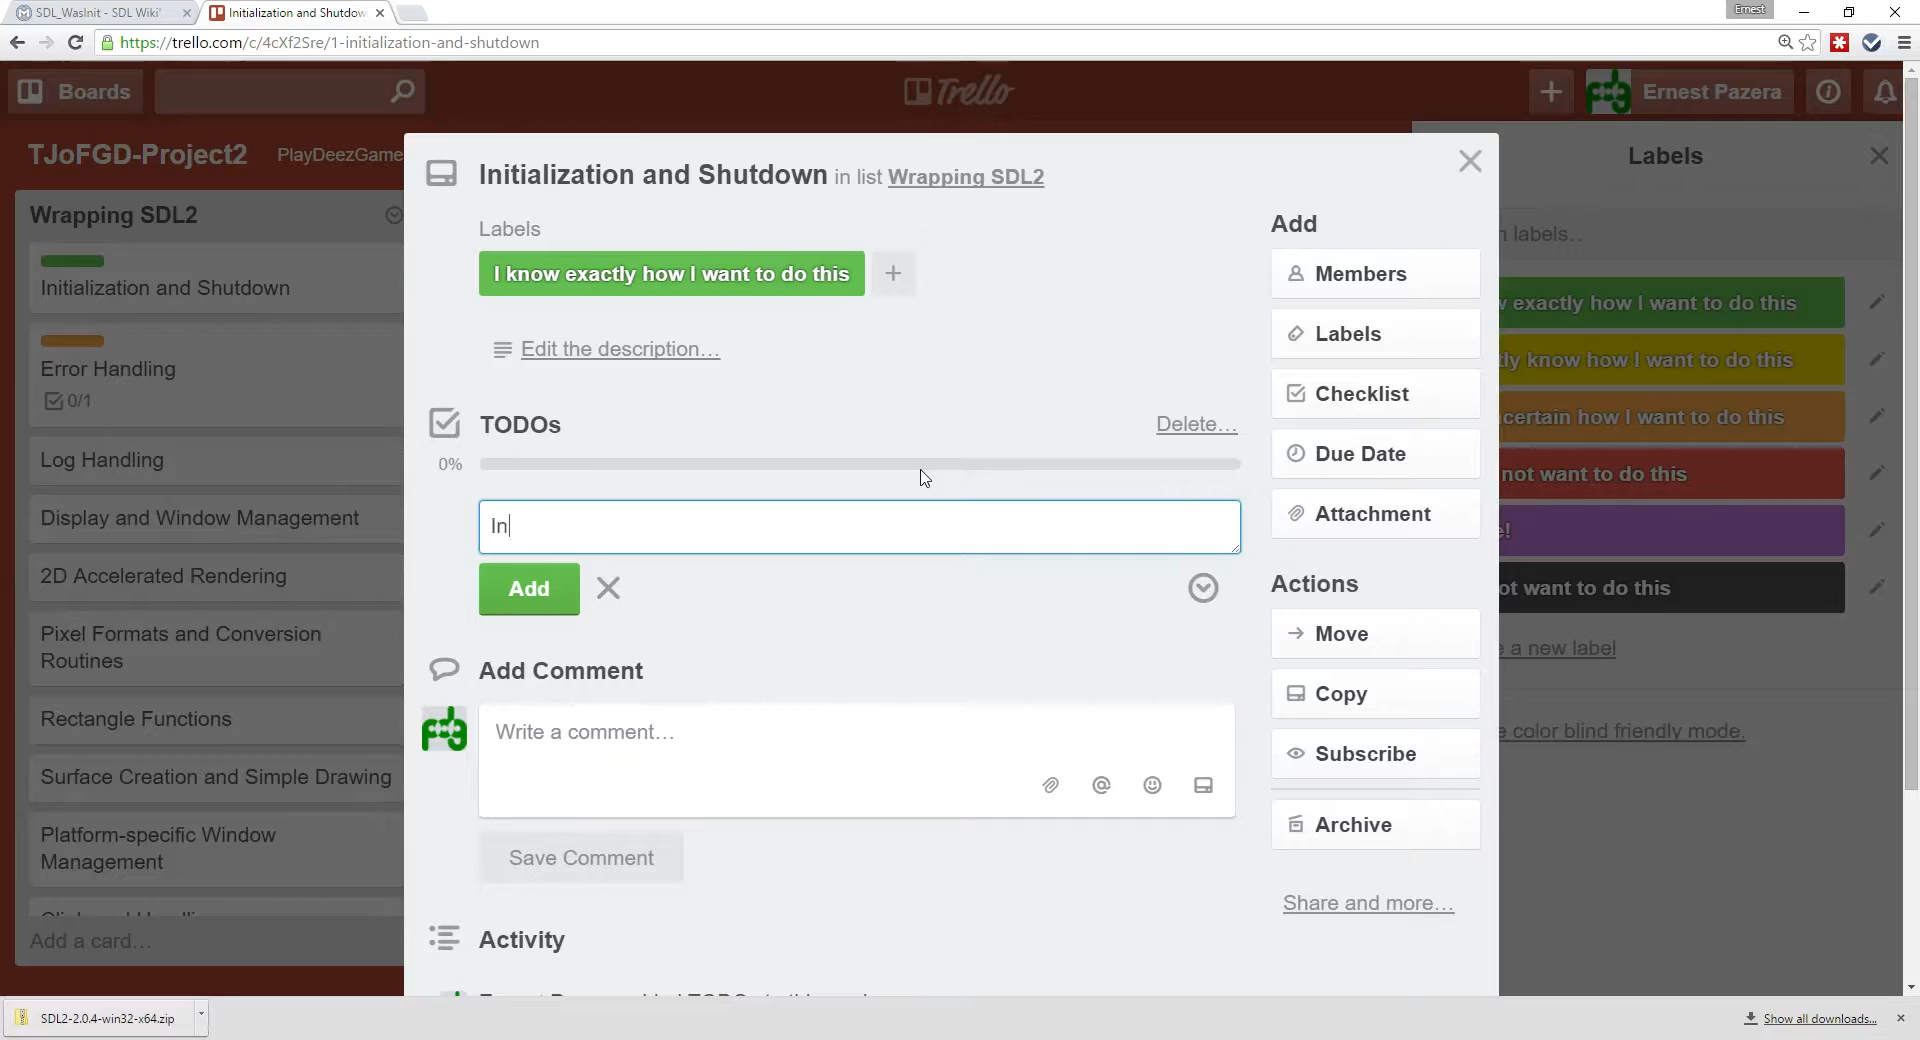 SDL_WasInit - SDL Wiki'
Initialization and Shutdow
Ernest
https://trello.com/c/4cXf2Sre/1-initialization-and-shutdown
Boards
Trello
Ernest Pazera
TJoFGD-Project2
PlayDeezGame
Labels
Wrapping SDL2
Initialization and Shutdown
Error Handling
0/1
Log Handling
Display and Window Management
2D Accelerated Rendering
Pixel Formats and Conversion
Routines
Rectangle Functions
Surface Creation and Simple Drawing
Platform-specific Window
Management
Add a card…
Initialization and Shutdown in list Wrapping SDL2
Labels
I know exactly how I want to do this
+
Edit the description…
TODOs
Delete…
0%
In
Add
Add Comment
Write a comment…
Save Comment
Activity
Add
Members
Labels
Checklist
Due Date
Attachment
Actions
Move
Copy
Subscribe
Archive
Share and more…
labels..
exactly how I want to do this
tly know how I want to do this
certain how I want to do this
not want to do this
e!
ot want to do this
a new label
color blind friendly mode.
SDL2-2.0.4-win32-x64.zip
Show all downloads...